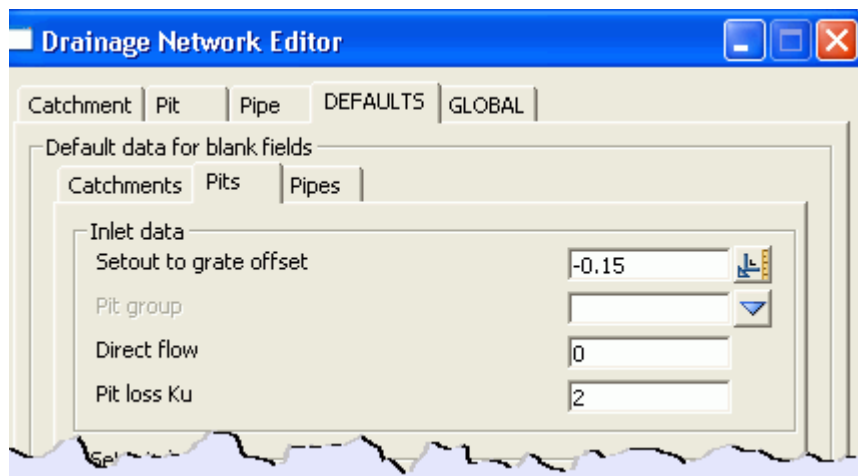 Drainage Network Editor
Catchment Pit Pipe DEFAULTS GLOBAL
Default data for blank fields
Catchments Pits Pipes
Inlet data
Setout to grate offset -0.15
Pit group
Direct flow 0
Pit loss Ku 2